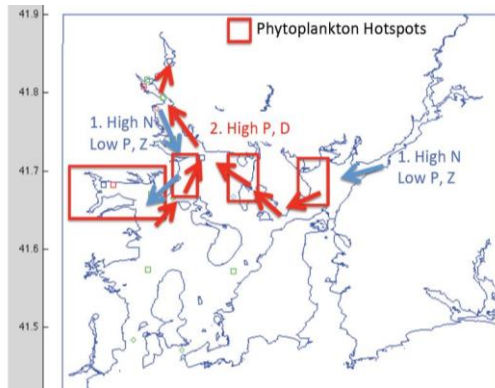 41.9
Phytoplankton Hotspots
41.8
1. High N
Low P, Z
2. High P, D
1. High N
Low P, Z
41.7
41.6
41.5